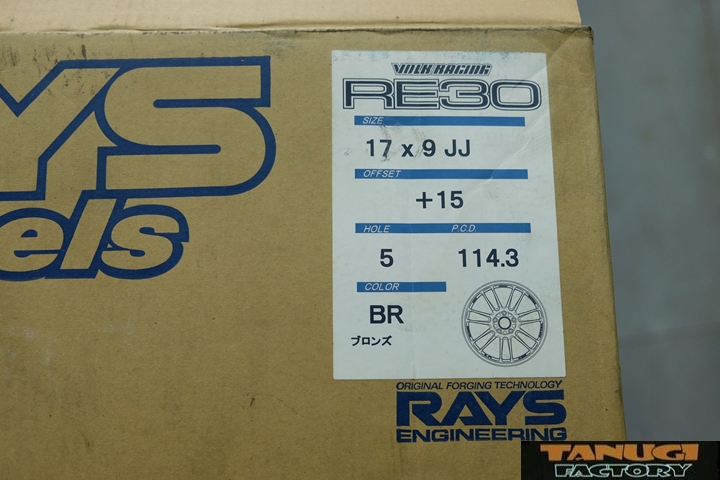 YS
els
VOLK RACING
RE30
SIZE
17 x 9 JJ
OFFSET
+15
HOLE P.C.D.
5 114.3
COLOR
BR
ブロンズ
ORIGINAL FORGING TECHNOLOGY
RAYS
ENGINEERING
TANUGI
FACTORY